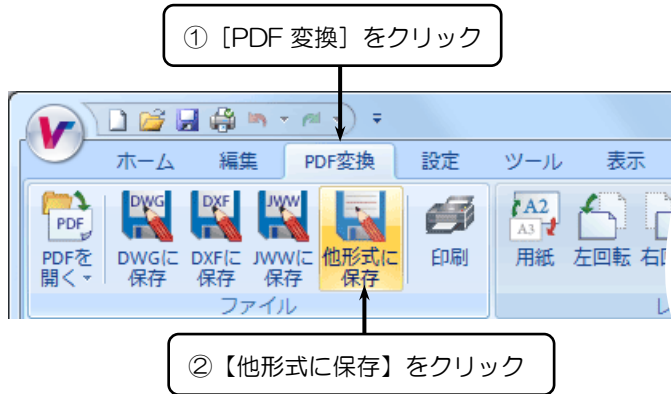 ① [PDF 変換] をクリック
ホーム 編集 PDF変換 設定 ツール 表示
PDF DWG DXF JWW A2
A3
PDFを DWGに DXFに JWWに 他形式に 印刷 用紙 左回転 右回
開く 保存 保存 保存 保存
ファイル レ
② 【他形式に保存】をクリック